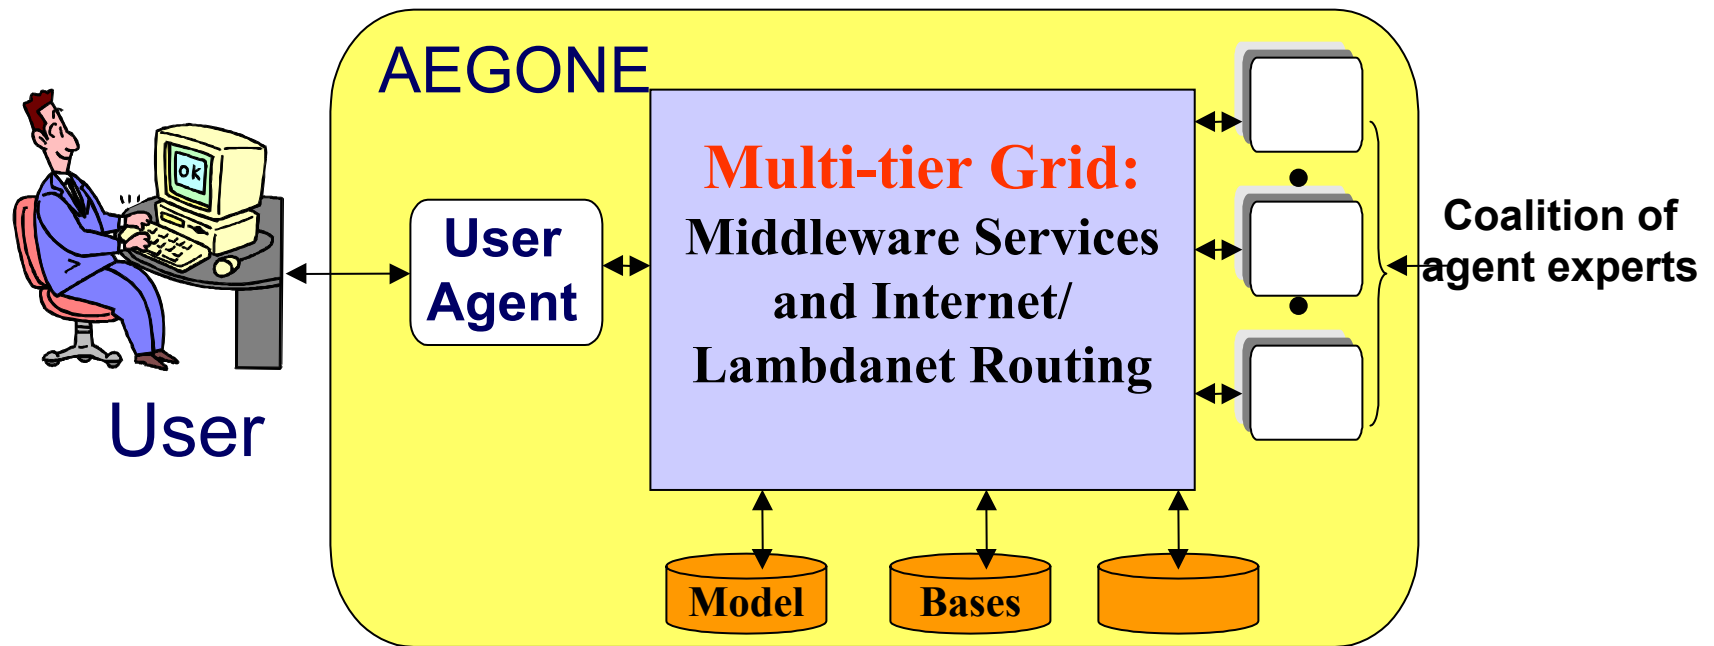 AEGONE
OK
User
User
Agent
Multi-tier Grid:
Middleware Services
and Internet/
Lambdanet Routing
Coalition of
agent experts
Model
Bases